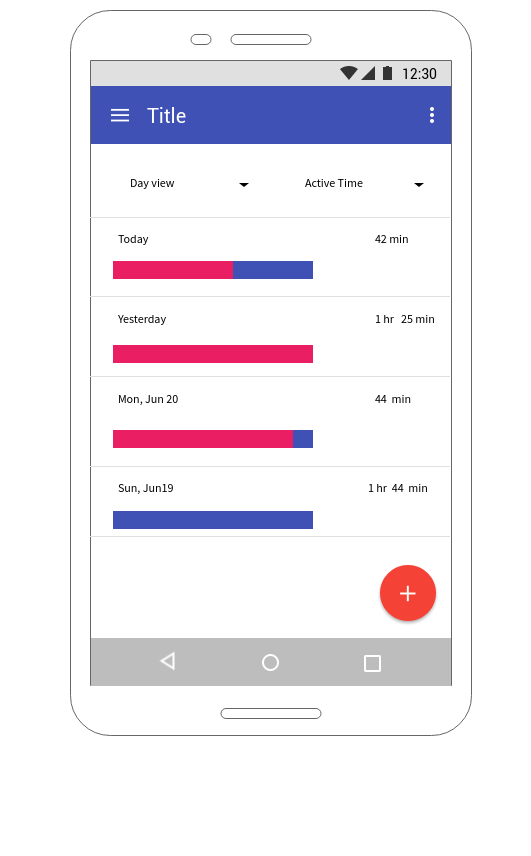 12:30
Title
Day view Active Time
Today 42 min
Yesterday 1 hr 25 min
Mon, Jun 20 44 min
Sun, Jun19 1 hr 44 min